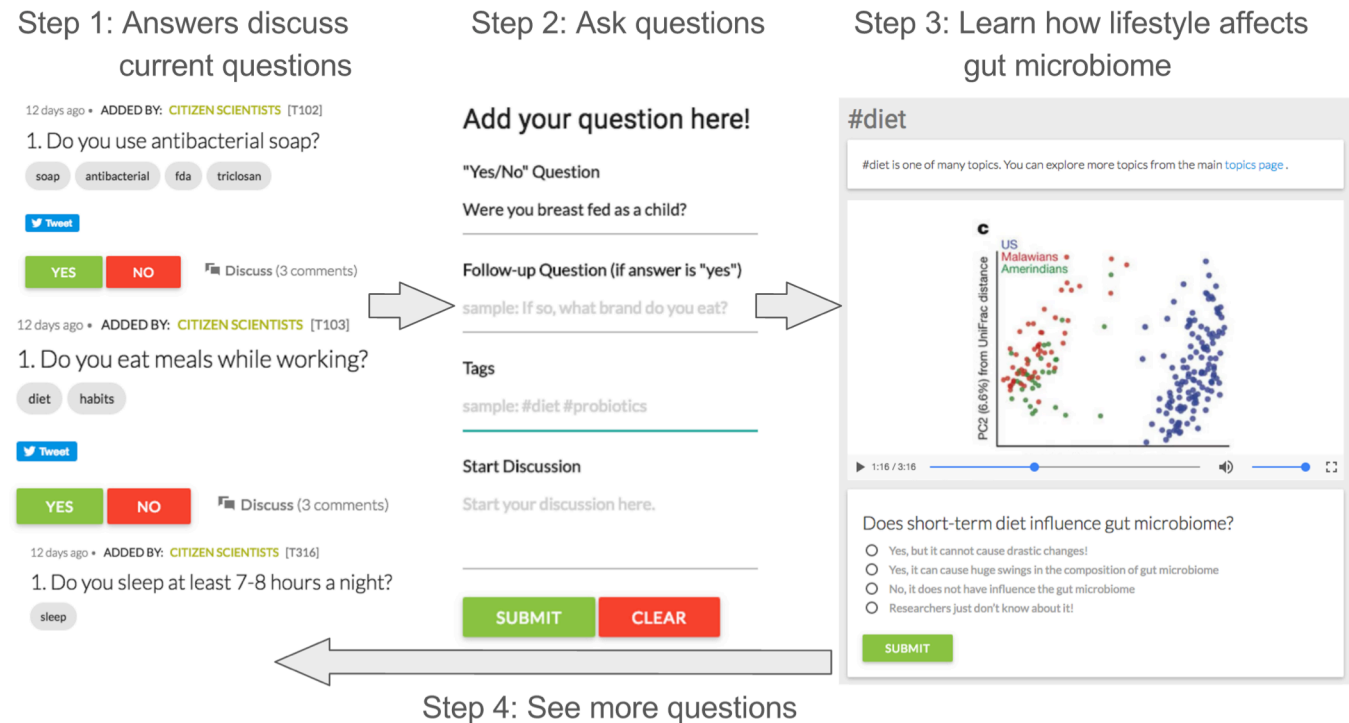 Step 1: Answers discuss
current questions
12 days ago • ADDED BY: CITIZEN SCIENTISTS [T102]
1. Do you use antibacterial soap?
soap antibacterial fda triclosan
Tweet
YES NO Discuss (3 comments)
12 days ago • ADDED BY: CITIZEN SCIENTISTS [T103]
1. Do you eat meals while working?
diet habits
Tweet
YES NO Discuss (3 comments)
12 days ago • ADDED BY: CITIZEN SCIENTISTS [T316]
1. Do you sleep at least 7-8 hours a night?
sleep
Step 2: Ask questions
Add your question here!
"Yes/No" Question
Were you breast fed as a child?
Follow-up Question (if answer is "yes")
sample: If so, what brand do you eat?
Tags
sample: #diet #probiotics
Start Discussion
Start your discussion here.
SUBMIT CLEAR
Step 3: Learn how lifestyle affects
gut microbiome
#diet
#diet is one of many topics. You can explore more topics from the main topics page .
c
US
Malawians
Amerindians
PC2 (6.6%) from UniFrac distance
1:16 / 3:16
Does short-term diet influence gut microbiome?
Yes, but it cannot cause drastic changes!
Yes, it can cause huge swings in the composition of gut microbiome
No, it does not have influence the gut microbiome
Researchers just don't know about it!
SUBMIT
Step 4: See more questions